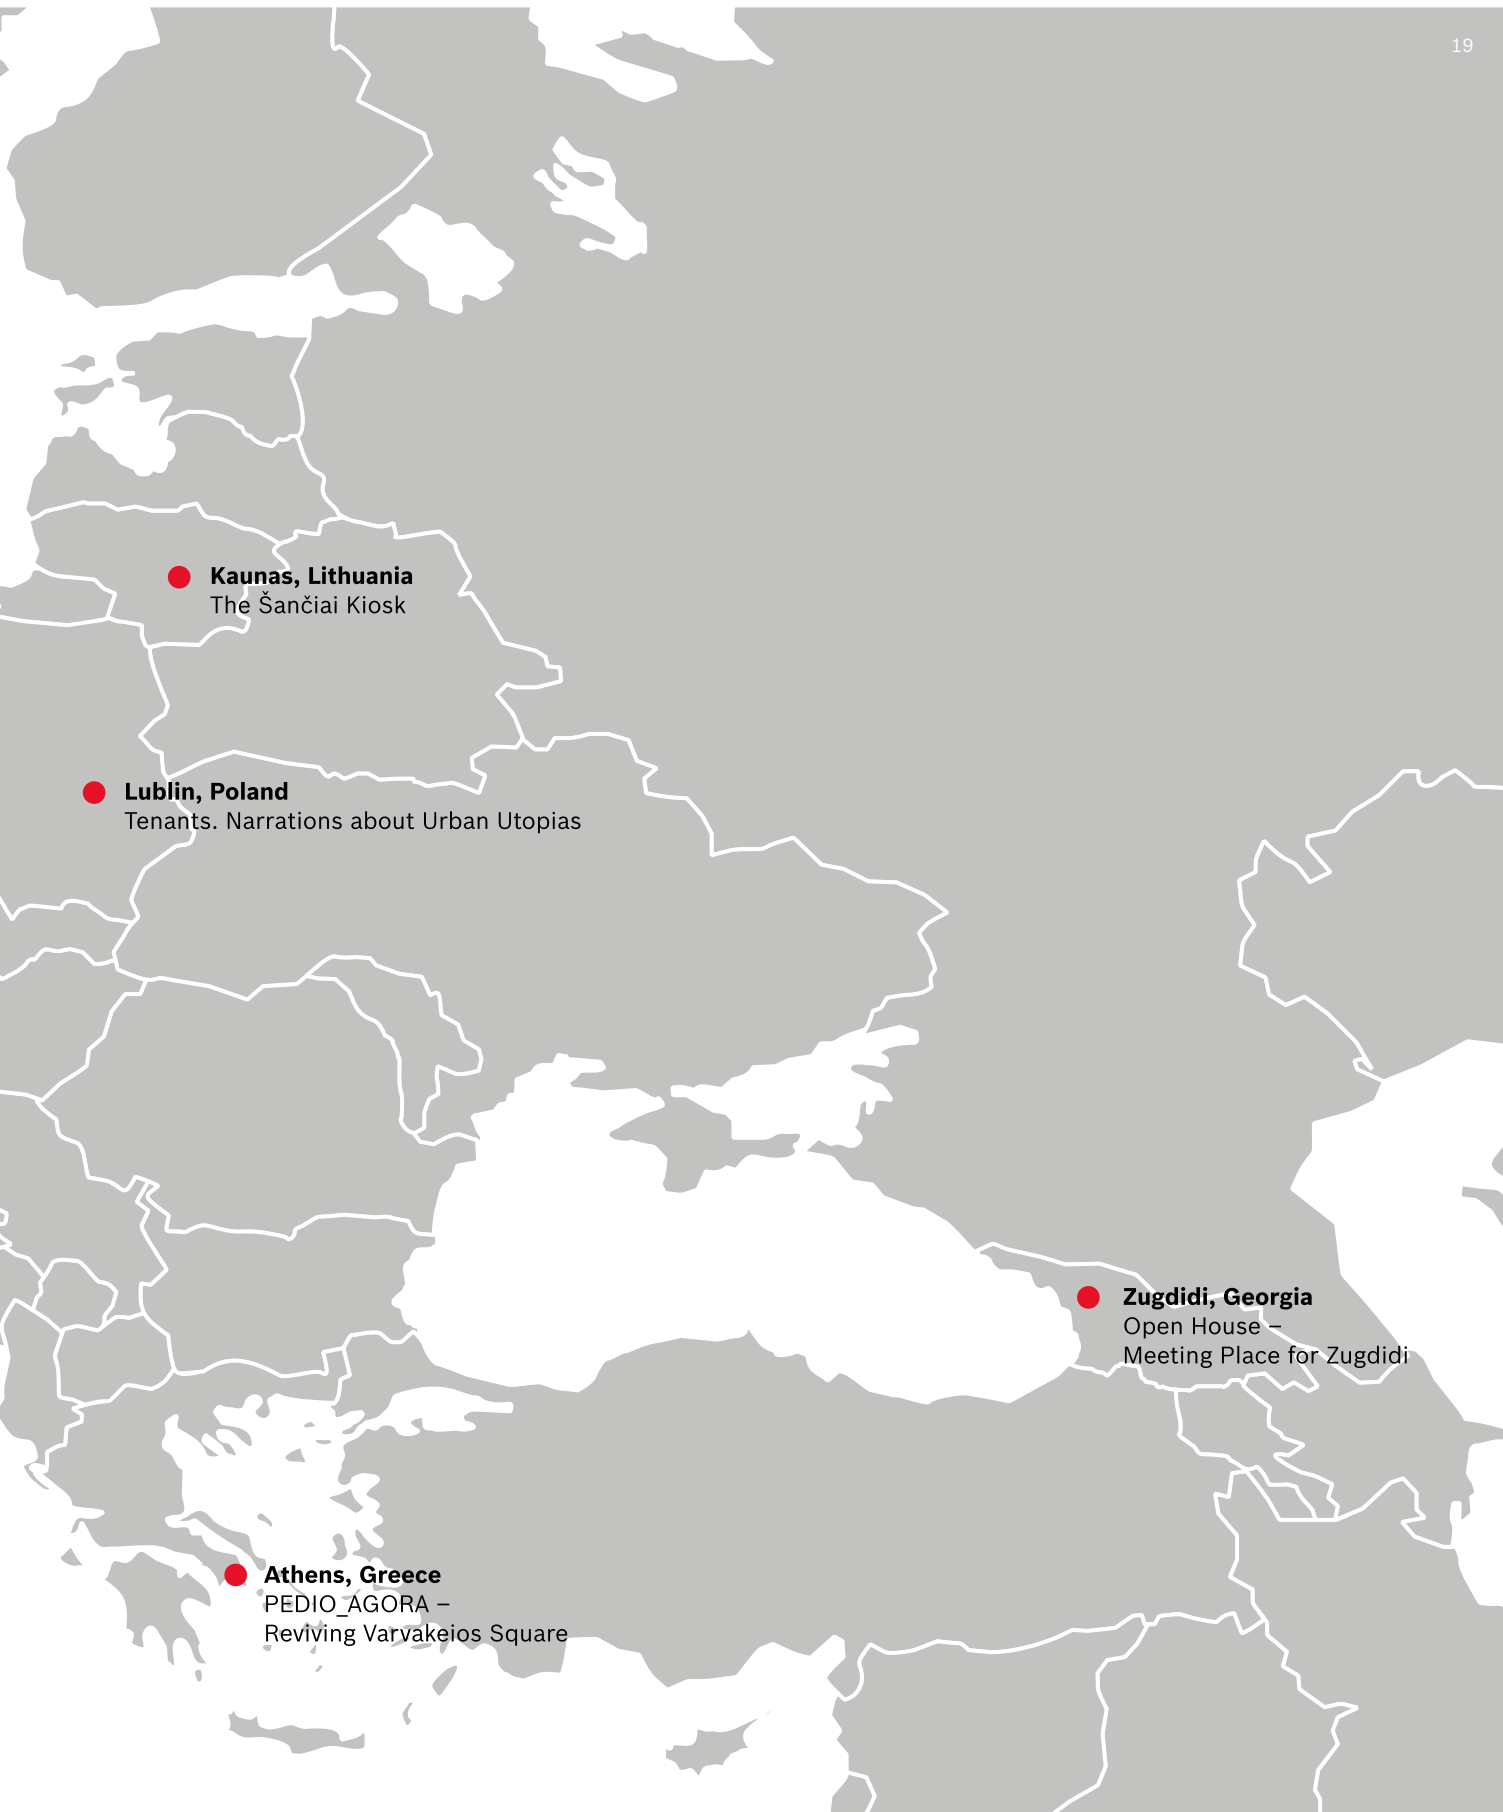 19
Kaunas, Lithuania
The Šančiai Kiosk
Lublin, Poland
Tenants. Narrations about Urban Utopias
Zugdidi, Georgia
Open House –
Meeting Place for Zugdidi
Athens, Greece
PEDIO_AGORA –
Reviving Varvakeios Square